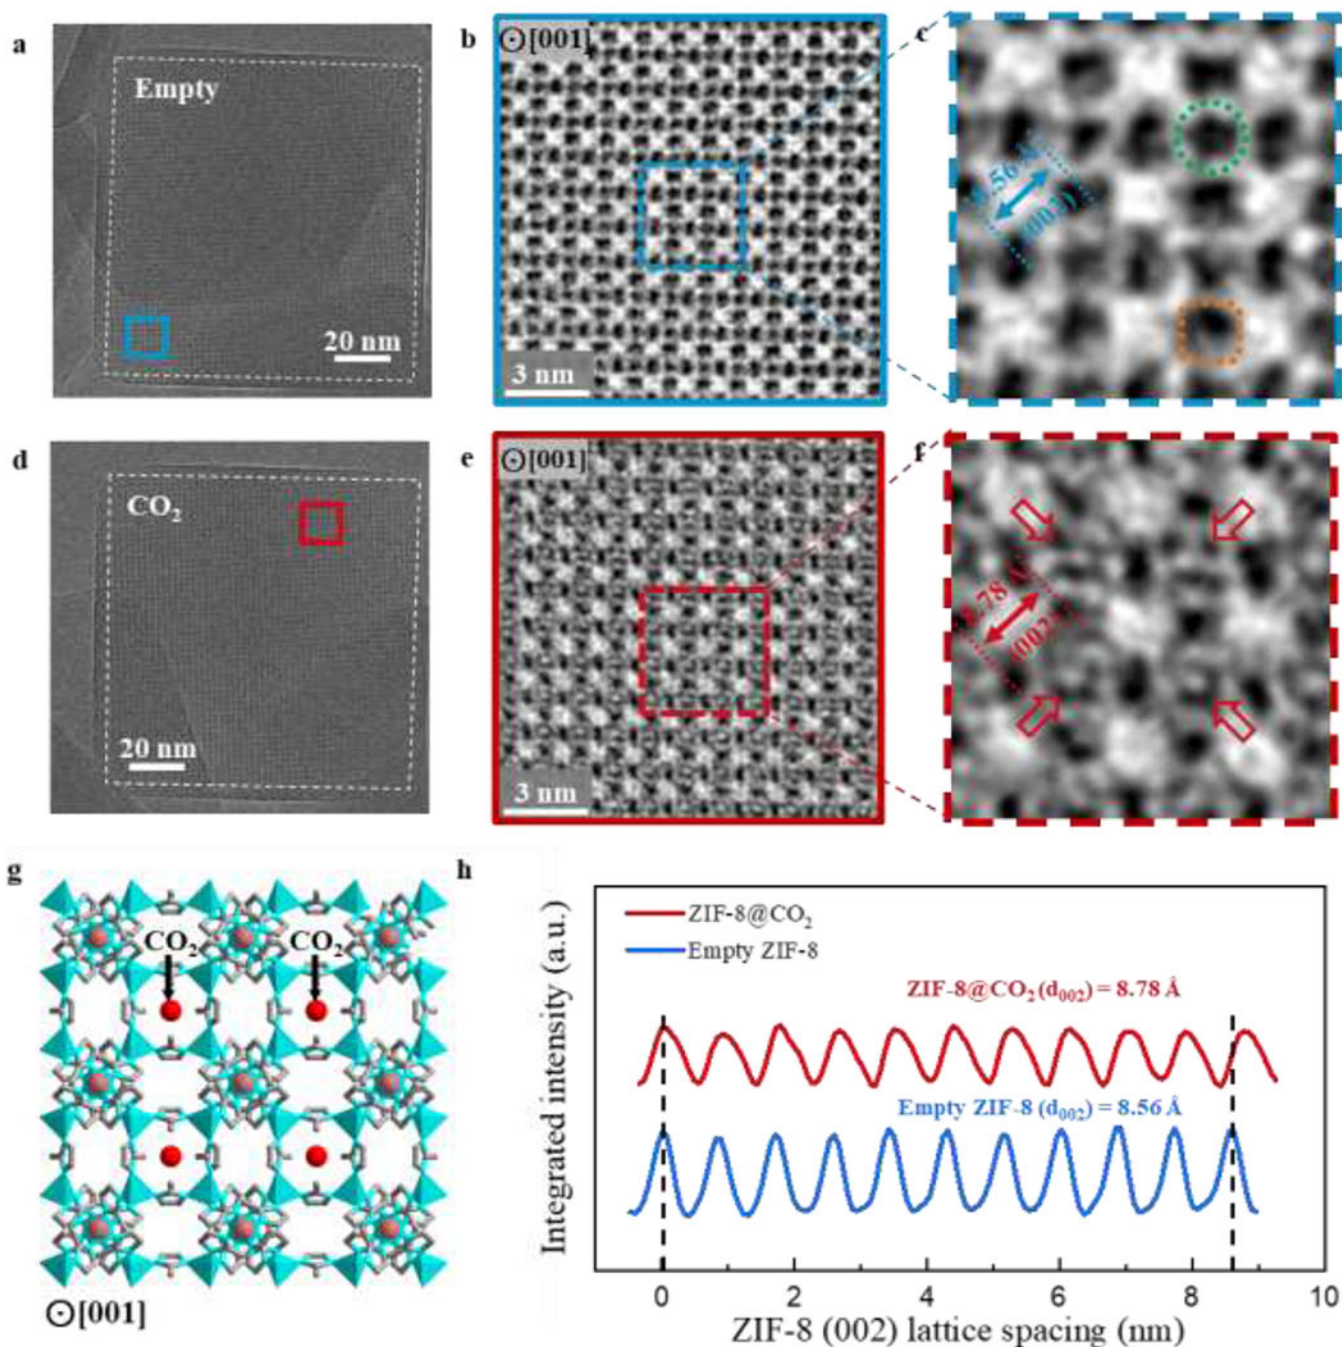 a
Empty
20 nm
b
⊙[001]
3 nm
c
8.56
(002)
d
CO₂
20 nm
e
⊙[001]
3 nm
f
8.78 Å
(002)
g
CO₂ CO₂
⊙[001]
h
Integrated intensity (a.u.)
ZIF-8@CO₂
Empty ZIF-8
ZIF-8@CO₂ (d₀₀₂) = 8.78 Å
Empty ZIF-8 (d₀₀₂) = 8.56 Å
0 2 4 6 8 10
ZIF-8 (002) lattice spacing (nm)